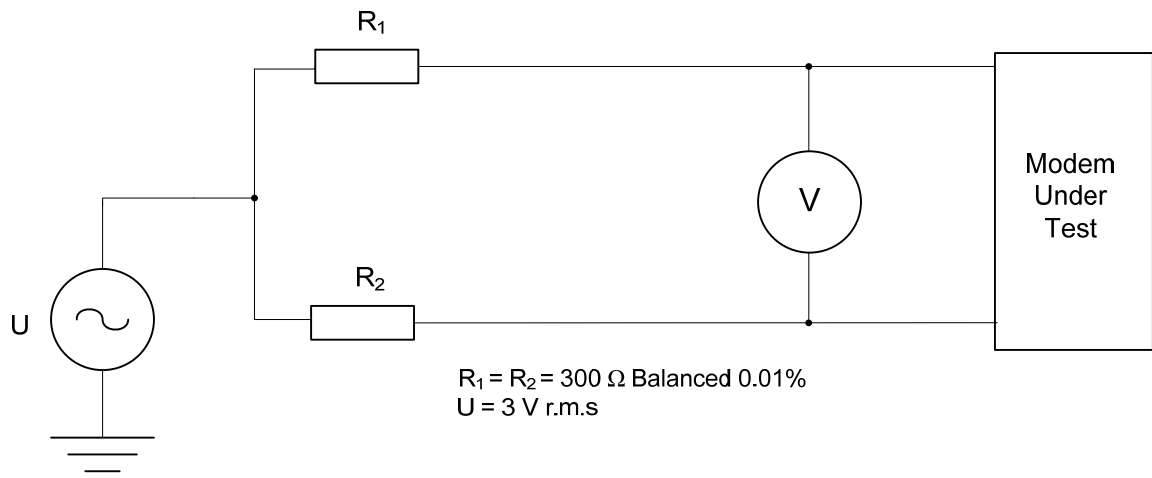 R₁
Modem
Under
Test
V
R₂
U
R₁ = R₂ = 300 Ω Balanced 0.01%
U = 3 V r.m.s